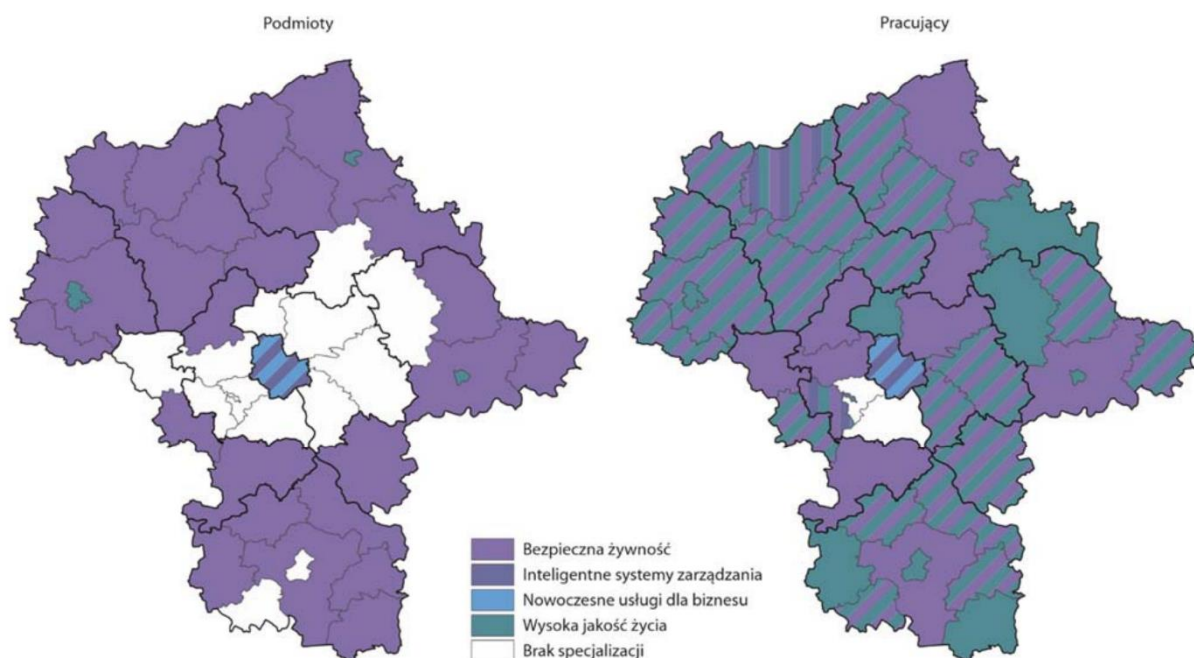 Podmioty
Pracujący
Bezpieczna żywność
Inteligentne systemy zarządzania
Nowoczesne usługi dla biznesu
Wysoka jakość życia
Brak specjalizacji